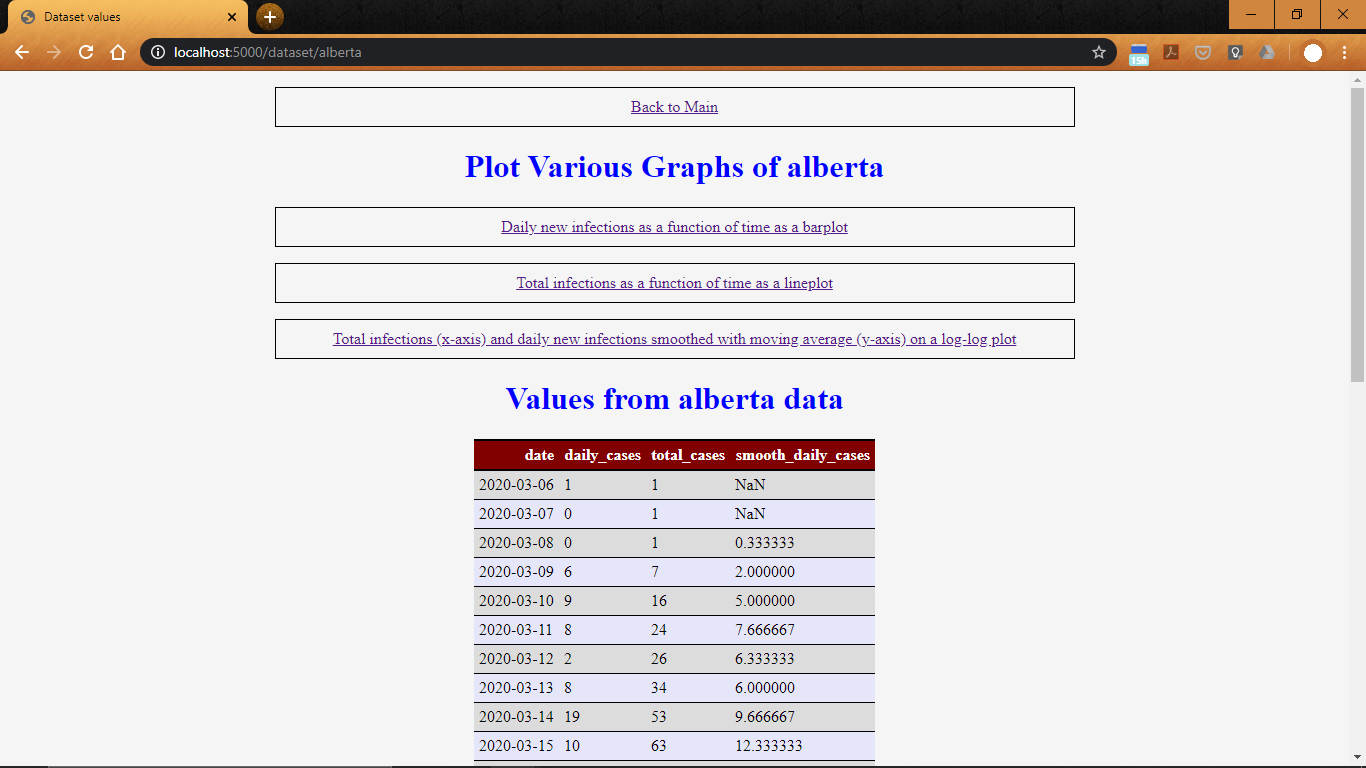 Dataset values
localhost:5000/dataset/alberta
15h
Back to Main
Plot Various Graphs of alberta
Daily new infections as a function of time as a barplot
Total infections as a function of time as a lineplot
Total infections (x-axis) and daily new infections smoothed with moving average (y-axis) on a log-log plot
Values from alberta data
date daily_cases total_cases smooth_daily_cases
2020-03-06 1 1 NaN
2020-03-07 0 1 NaN
2020-03-08 0 1 0.333333
2020-03-09 6 7 2.000000
2020-03-10 9 16 5.000000
2020-03-11 8 24 7.666667
2020-03-12 2 26 6.333333
2020-03-13 8 34 6.000000
2020-03-14 19 53 9.666667
2020-03-15 10 63 12.333333